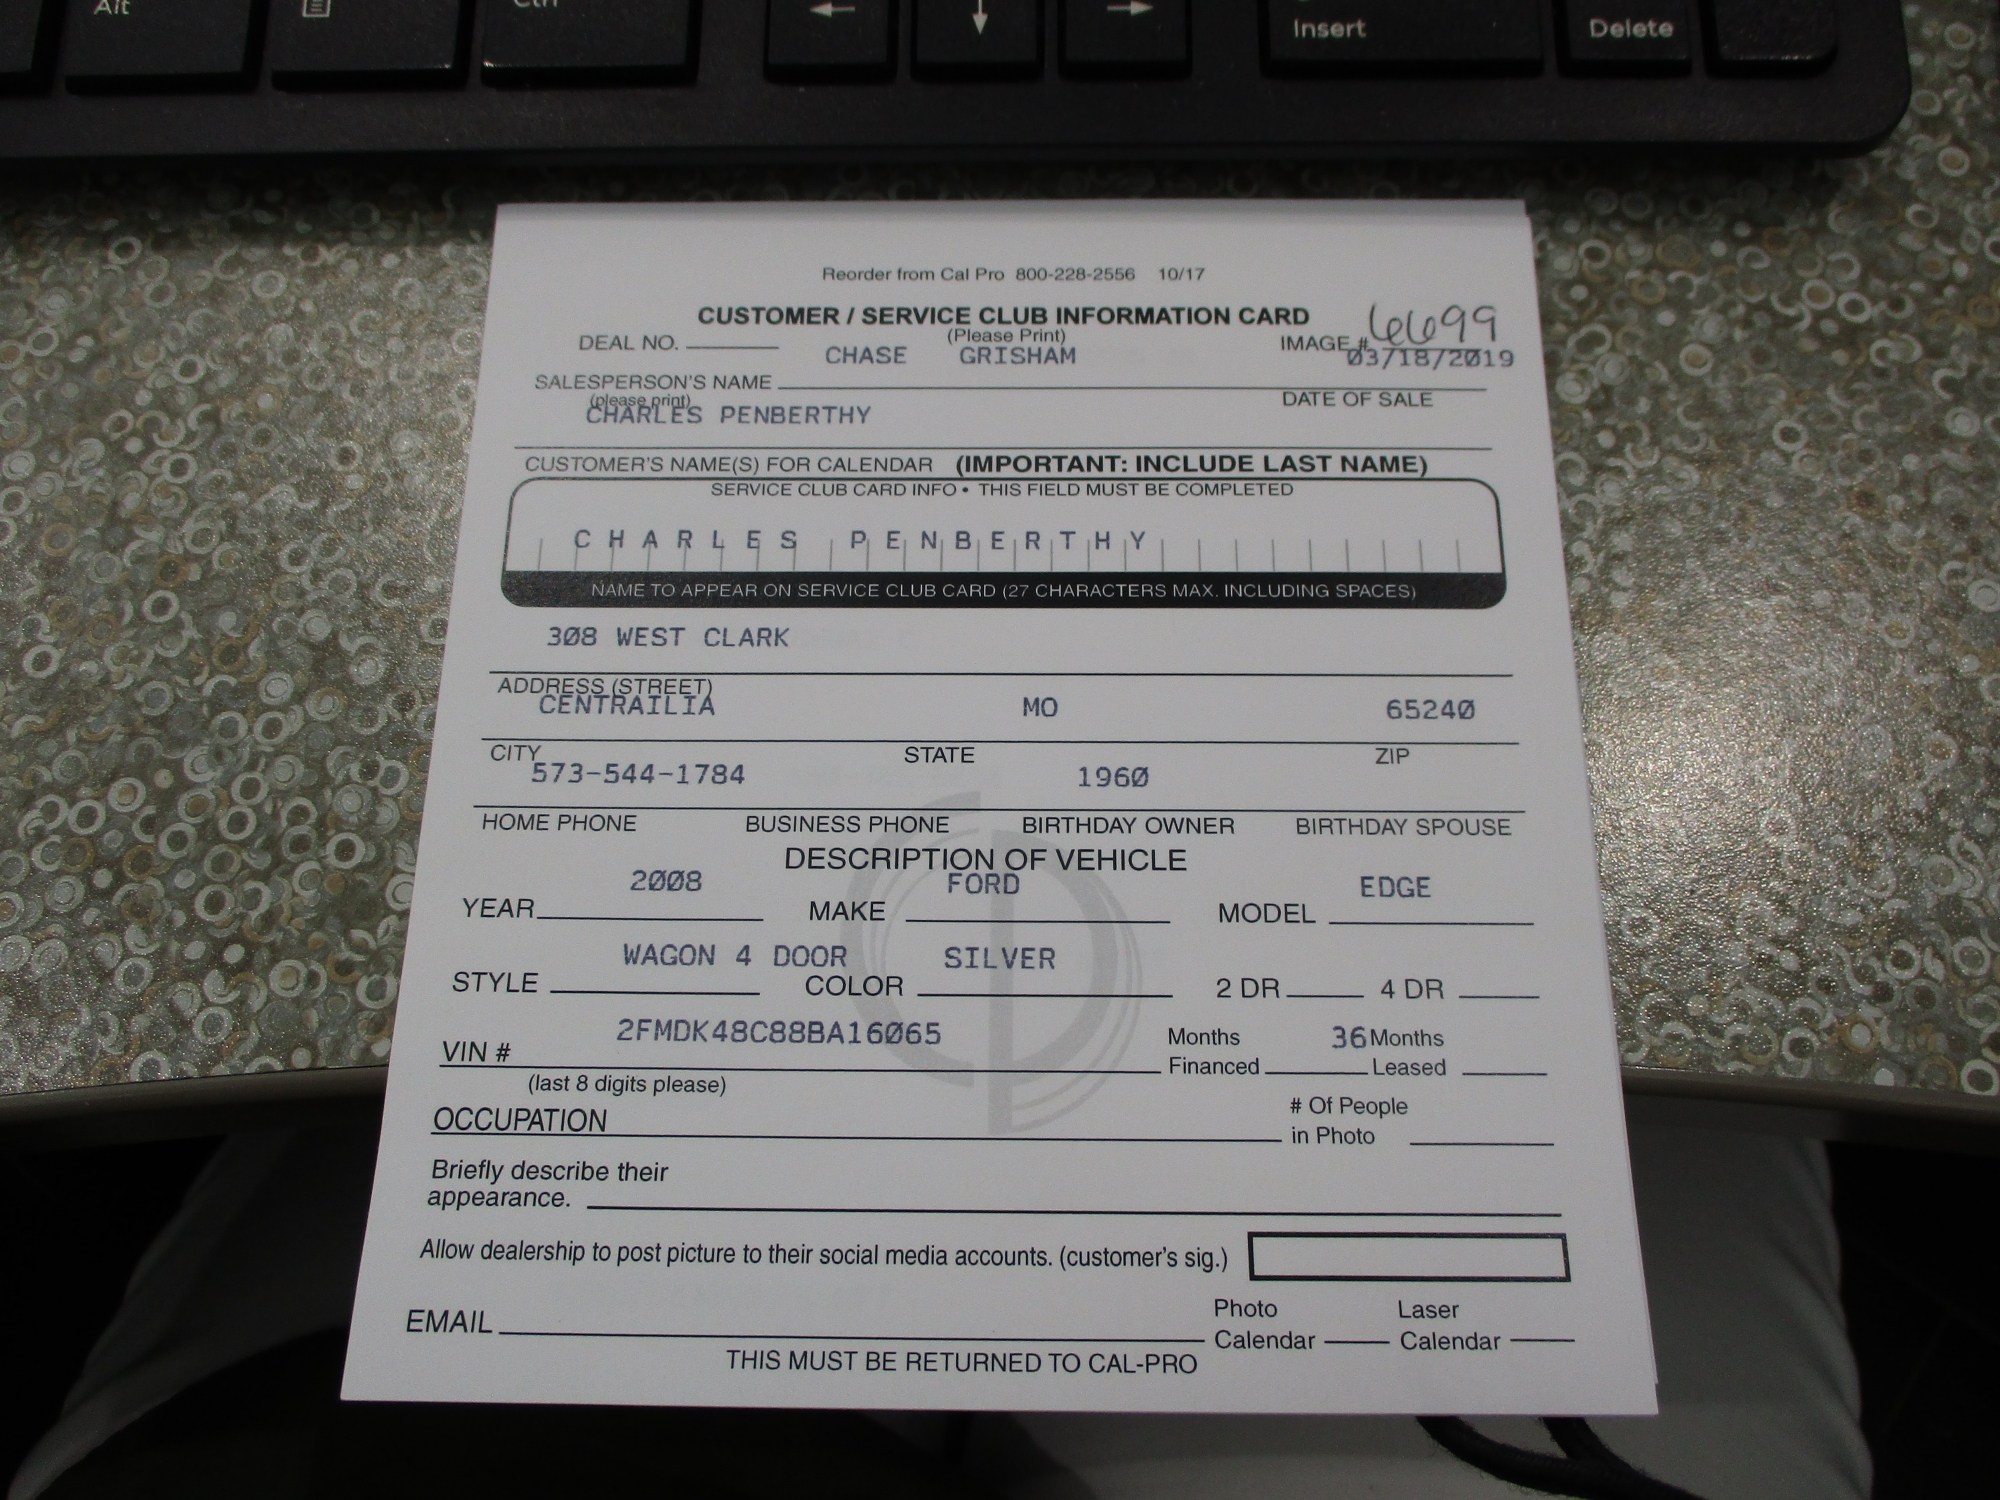 Alt
Ctrl
←
↓
→
Insert
Delete
Reorder from Cal Pro 800-228-2556 10/17
CUSTOMER / SERVICE CLUB INFORMATION CARD
(Please Print)
DEAL NO.
IMAGE # 6699
CHASE GRISHAM 03/18/2019
SALESPERSON'S NAME
(please print)
DATE OF SALE
CHARLES PENBERTHY
CUSTOMER'S NAME(S) FOR CALENDAR (IMPORTANT: INCLUDE LAST NAME)
SERVICE CLUB CARD INFO • THIS FIELD MUST BE COMPLETED
CHARLES PENBERTHY
NAME TO APPEAR ON SERVICE CLUB CARD (27 CHARACTERS MAX. INCLUDING SPACES)
308 WEST CLARK
ADDRESS (STREET)
CENTRAILIA MO 65240
CITY STATE ZIP
573-544-1784 1960
HOME PHONE BUSINESS PHONE BIRTHDAY OWNER BIRTHDAY SPOUSE
DESCRIPTION OF VEHICLE
2008 FORD EDGE
YEAR MAKE MODEL
WAGON 4 DOOR SILVER
STYLE COLOR 2 DR 4 DR
2FMDK48C88BA16065
VIN #
(last 8 digits please)
Months Financed 36 Months Leased
OCCUPATION
# Of People
in Photo
Briefly describe their
appearance.
Allow dealership to post picture to their social media accounts. (customer's sig.)
EMAIL
Photo Calendar
Laser Calendar
THIS MUST BE RETURNED TO CAL-PRO